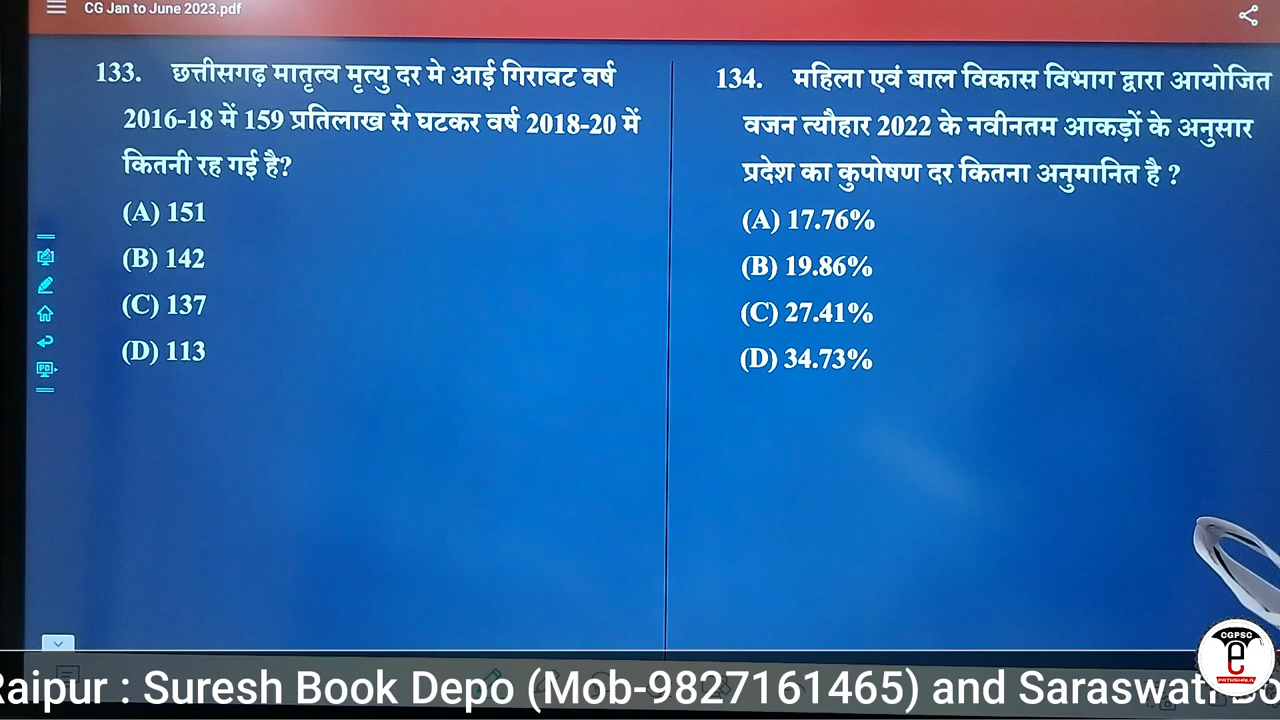 CG Jan to June 2023.pdf
133. छत्तीसगढ़ मातृत्व मृत्यु दर मे आई गिरावट वर्ष
2016-18 में 159 प्रतिलाख से घटकर वर्ष 2018-20 में
कितनी रह गई है?
(A) 151
(B) 142
(C) 137
(D) 113
134. महिला एवं बाल विकास विभाग द्वारा आयोजित
वजन त्यौहार 2022 के नवीनतम आकड़ों के अनुसार
प्रदेश का कुपोषण दर कितना अनुमानित है ?
(A) 17.76%
(B) 19.86%
(C) 27.41%
(D) 34.73%
PC
CGPSC
e
PATHSHALA
Raipur : Suresh Book Depo (Mob-9827161465) and Saraswati